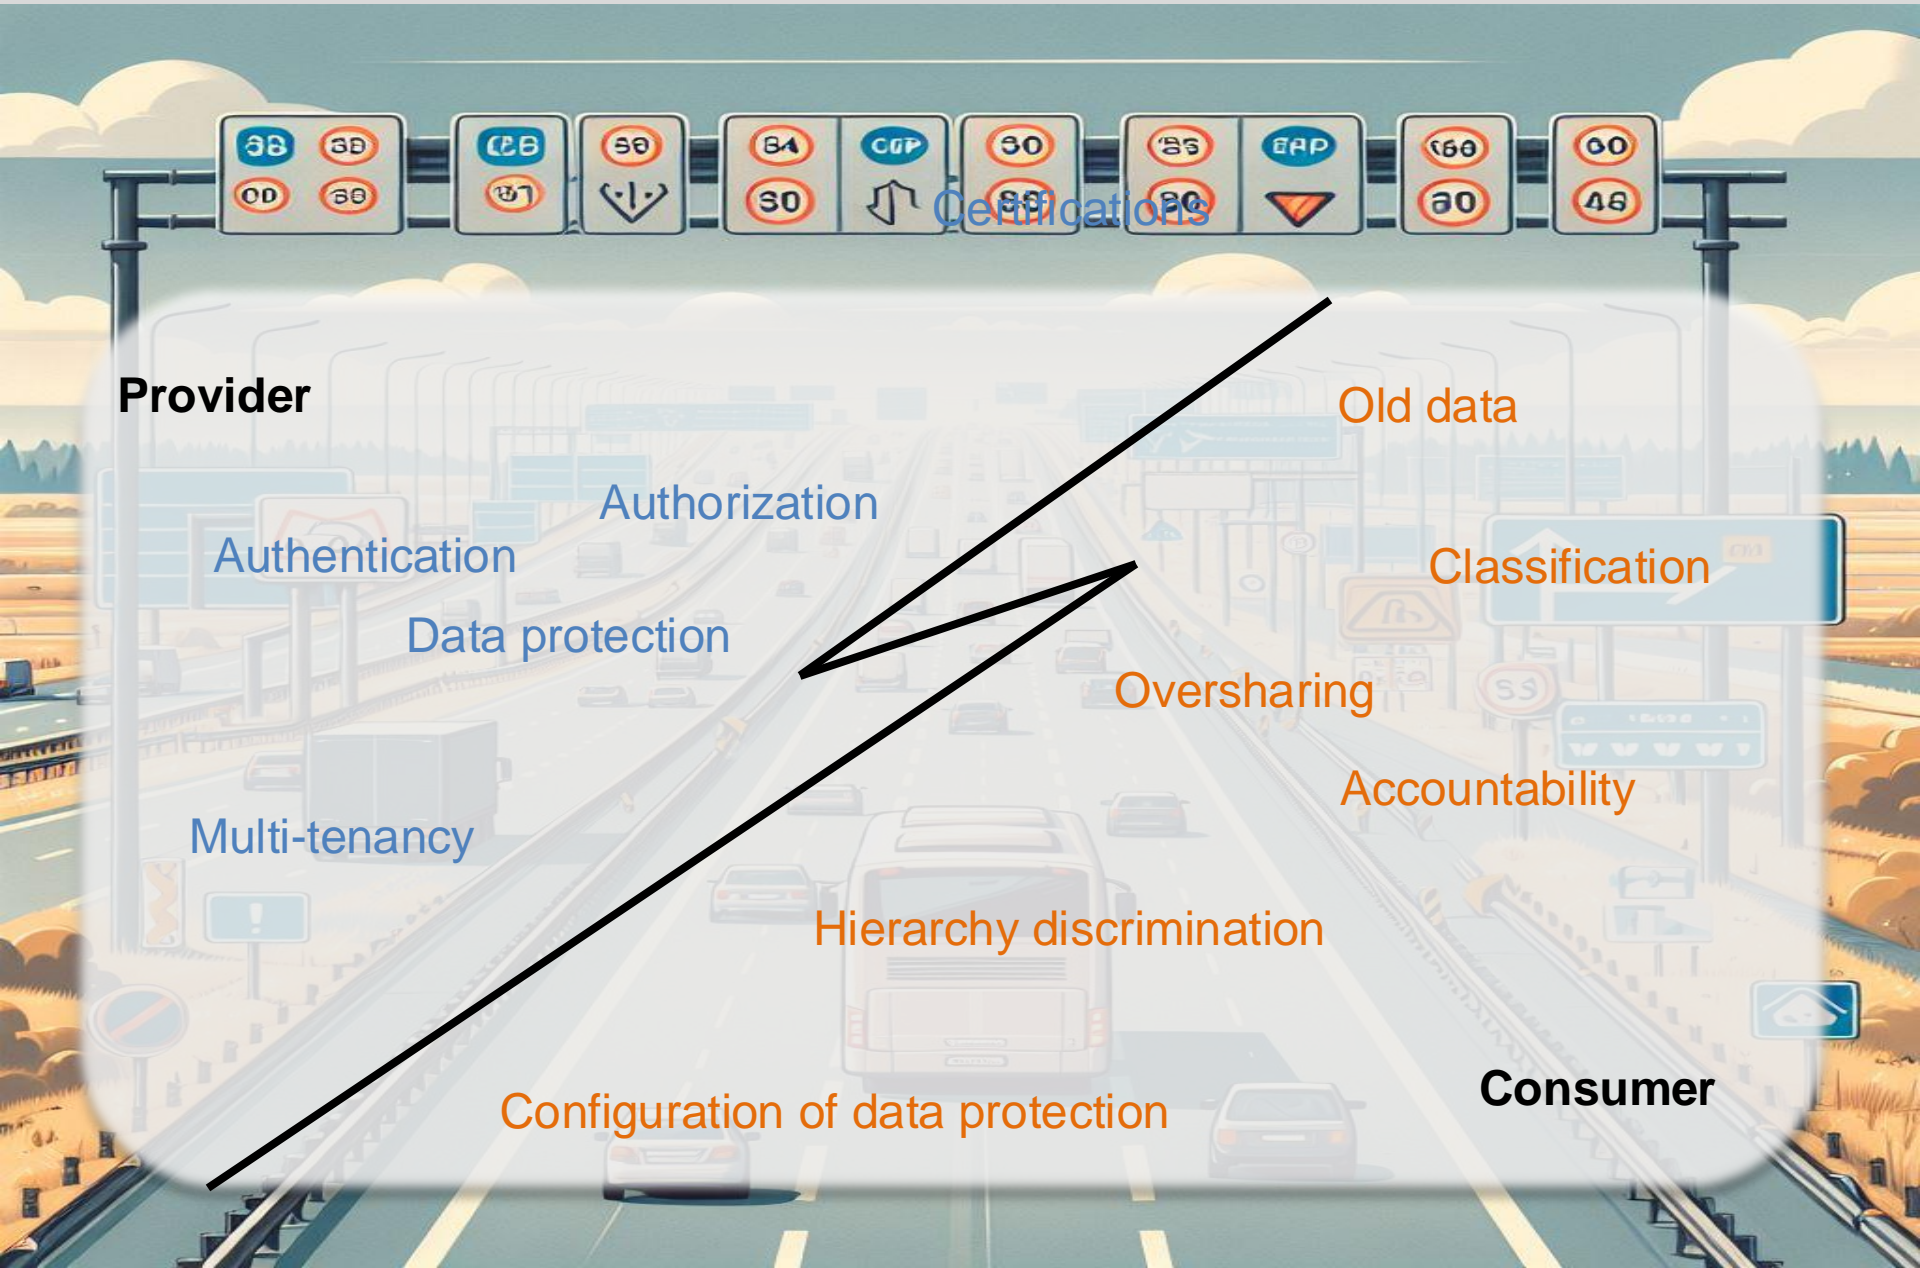 Certifications
Provider
Old data
Authorization
Authentication
Classification
Data protection
Oversharing
Accountability
Multi-tenancy
Hierarchy discrimination
Consumer
Configuration of data protection